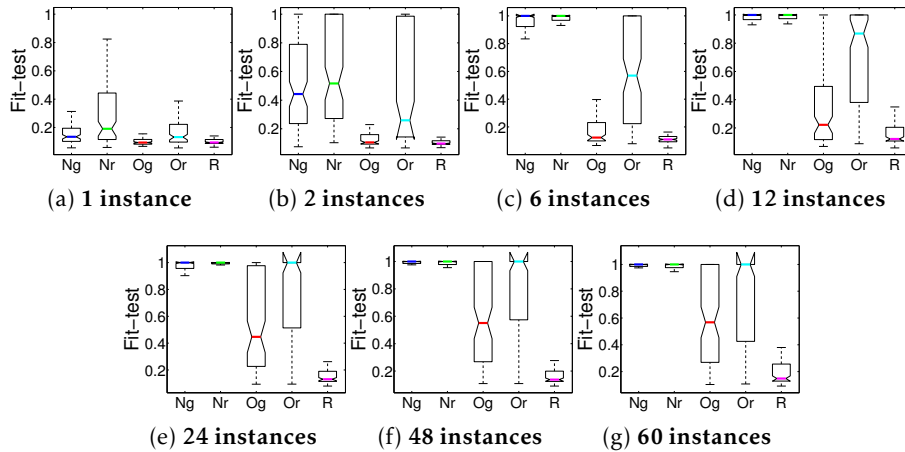 Fit-test
1
0.8
0.6
0.4
0.2
Ng Nr Og Or R
(a) 1 instance
Fit-test
1
0.8
0.6
0.4
0.2
Ng Nr Og Or R
(b) 2 instances
Fit-test
1
0.8
0.6
0.4
0.2
Ng Nr Og Or R
(c) 6 instances
Fit-test
1
0.8
0.6
0.4
0.2
Ng Nr Og Or R
(d) 12 instances
Fit-test
1
0.8
0.6
0.4
0.2
Ng Nr Og Or R
(e) 24 instances
Fit-test
1
0.8
0.6
0.4
0.2
Ng Nr Og Or R
(f) 48 instances
Fit-test
1
0.8
0.6
0.4
0.2
Ng Nr Og Or R
(g) 60 instances